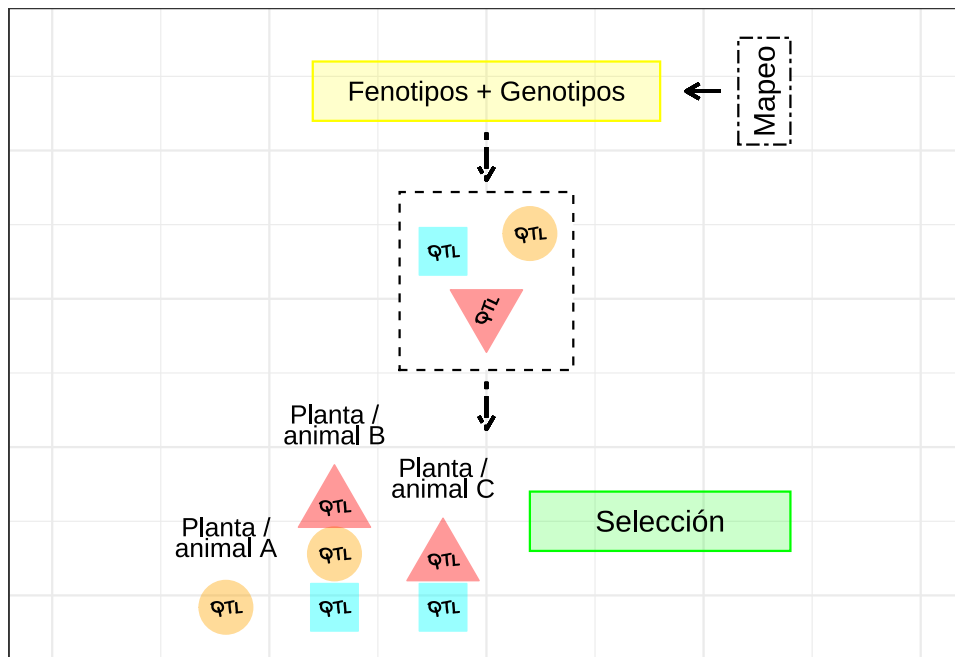 Fenotipos + Genotipos
Mapeo
QTL
QTL
QTL
Planta /
animal B
Planta /
animal C
Planta /
animal A
Selección
QTL
QTL
QTL
QTL
QTL
QTL